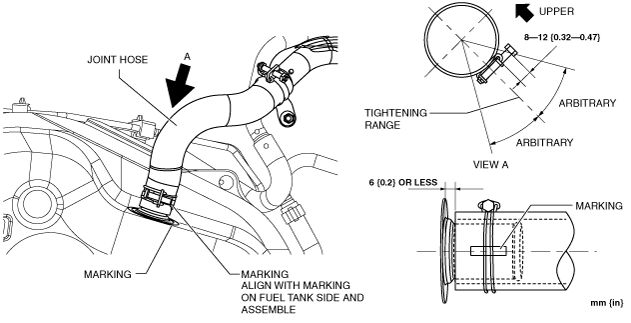 JOINT HOSE
A
MARKING
MARKING
ALIGN WITH MARKING
ON FUEL TANK SIDE AND
ASSEMBLE
UPPER
8—12 {0.32—0.47}
TIGHTENING
RANGE
ARBITRARY
ARBITRARY
VIEW A
6 {0.2} OR LESS
MARKING
mm {in}